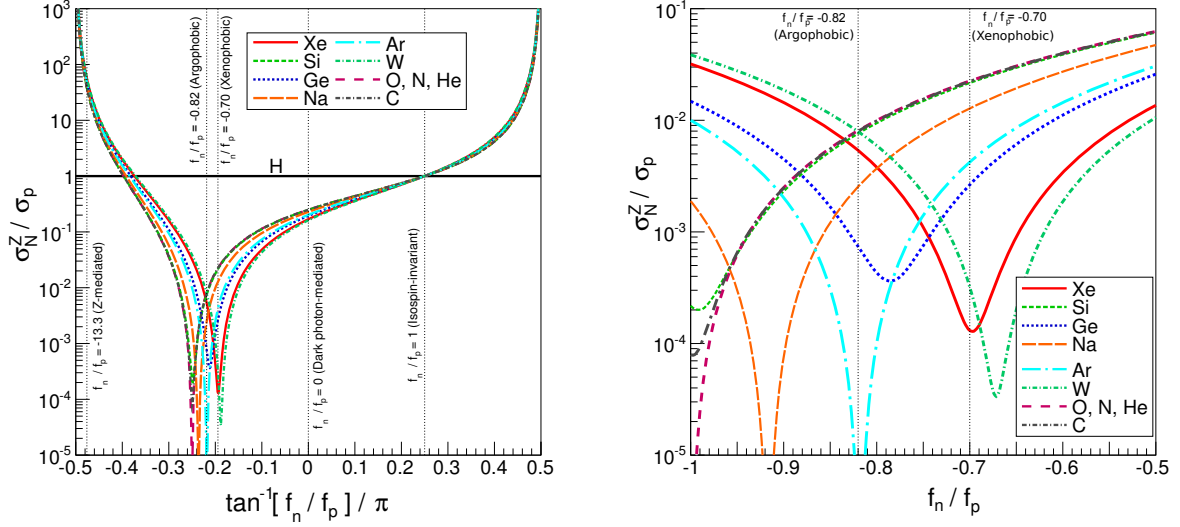 10³
10²
10
1
10⁻¹
10⁻²
10⁻³
10⁻⁴
10⁻⁵
σ_N^Z / σ_p
-0.5 -0.4 -0.3 -0.2 -0.1 0 0.1 0.2 0.3 0.4 0.5
tan⁻¹[ f_n / f_p ] / π
Xe
Si
Ge
Na
Ar
W
O, N, He
C
H
f_n / f_p = -13.3 (Z-mediated)
f_n / f_p = -0.82 (Argophobic)
f_n / f_p = -0.70 (Xenophobic)
f_n / f_p = 0 (Dark photon-mediated)
f_n / f_p = 1 (Isospin-invariant)
10⁻¹
10⁻²
10⁻³
10⁻⁴
10⁻⁵
σ_N^Z / σ_p
-1 -0.9 -0.8 -0.7 -0.6 -0.5
f_n / f_p
f_n / f_p = -0.82
(Argophobic)
f_n / f_p = -0.70
(Xenophobic)
Xe
Si
Ge
Na
Ar
W
O, N, He
C